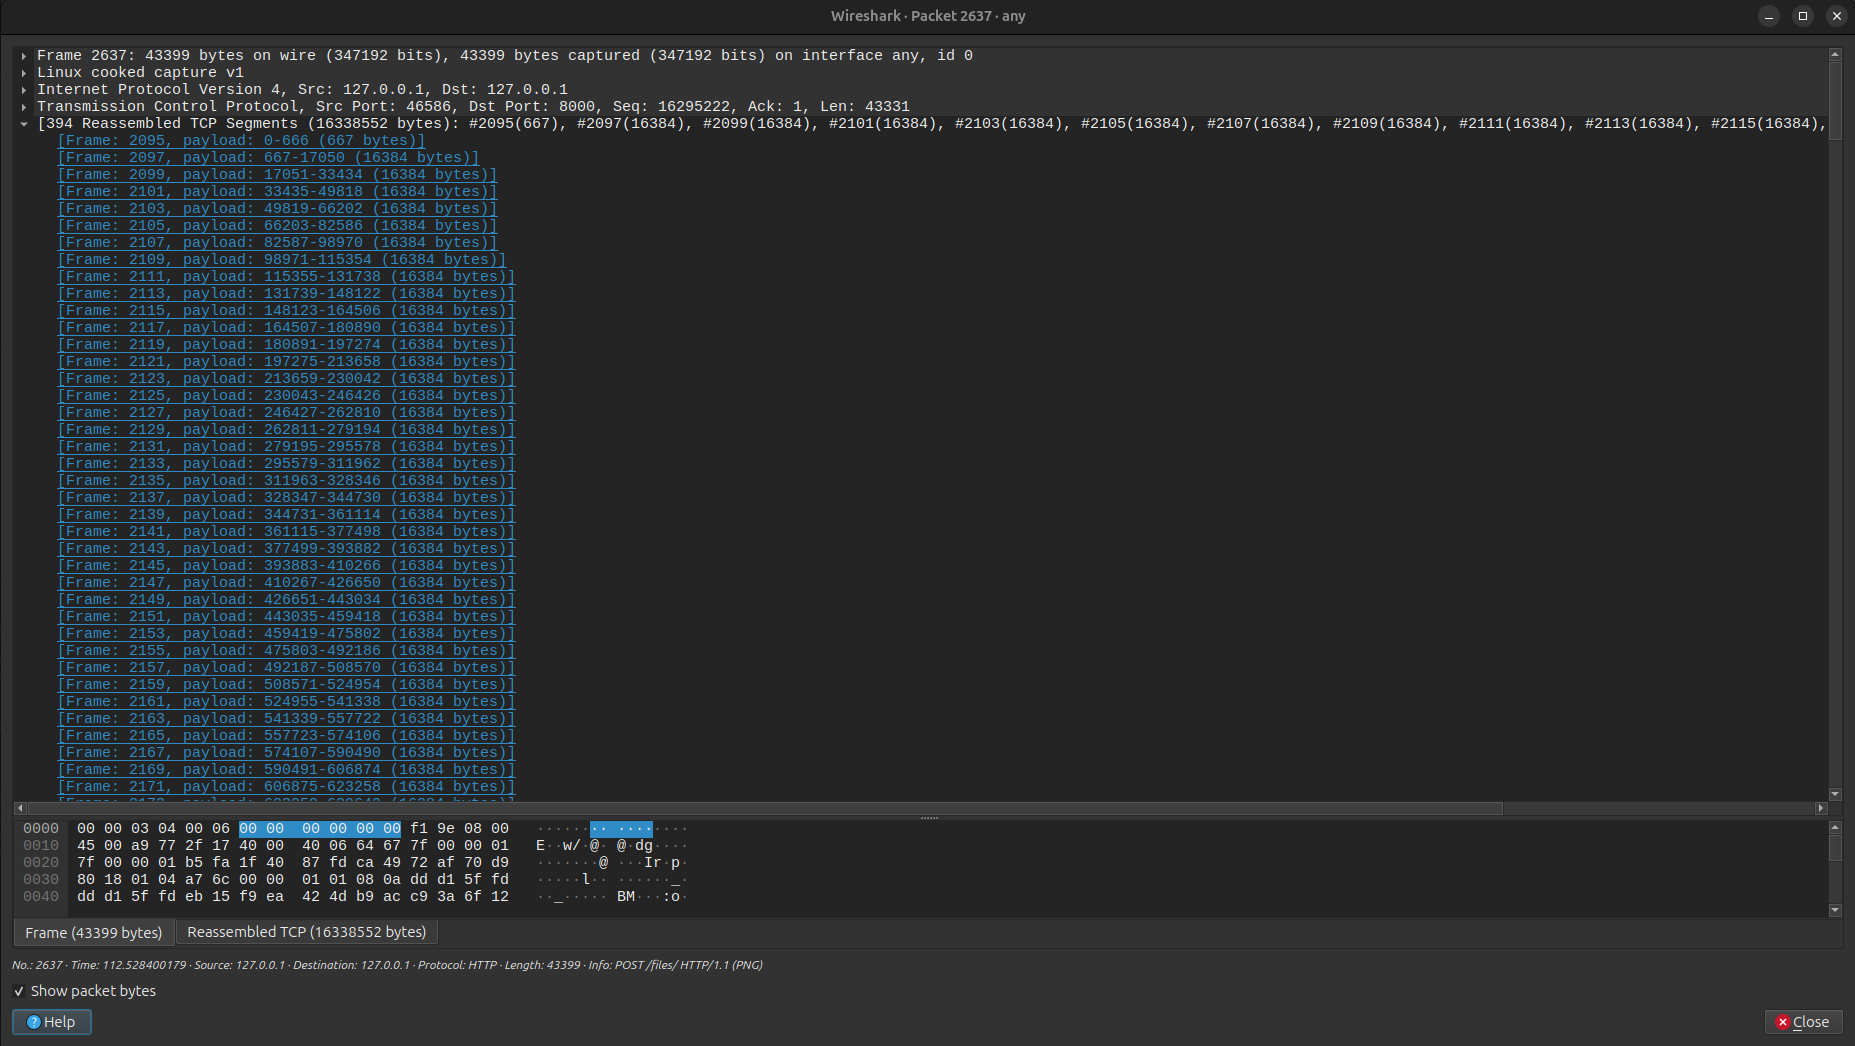 Wireshark · Packet 2637 · any
Frame 2637: 43399 bytes on wire (347192 bits), 43399 bytes captured (347192 bits) on interface any, id 0
Linux cooked capture v1
Internet Protocol Version 4, Src: 127.0.0.1, Dst: 127.0.0.1
Transmission Control Protocol, Src Port: 46586, Dst Port: 8000, Seq: 16295222, Ack: 1, Len: 43331
[394 Reassembled TCP Segments (16338552 bytes): #2095(667), #2097(16384), #2099(16384), #2101(16384), #2103(16384), #2105(16384), #2107(16384), #2109(16384), #2111(16384), #2113(16384), #2115(16384),
[Frame: 2095, payload: 0-666 (667 bytes)]
[Frame: 2097, payload: 667-17050 (16384 bytes)]
[Frame: 2099, payload: 17051-33434 (16384 bytes)]
[Frame: 2101, payload: 33435-49818 (16384 bytes)]
[Frame: 2103, payload: 49819-66202 (16384 bytes)]
[Frame: 2105, payload: 66203-82586 (16384 bytes)]
[Frame: 2107, payload: 82587-98970 (16384 bytes)]
[Frame: 2109, payload: 98971-115354 (16384 bytes)]
[Frame: 2111, payload: 115355-131738 (16384 bytes)]
[Frame: 2113, payload: 131739-148122 (16384 bytes)]
[Frame: 2115, payload: 148123-164506 (16384 bytes)]
[Frame: 2117, payload: 164507-180890 (16384 bytes)]
[Frame: 2119, payload: 180891-197274 (16384 bytes)]
[Frame: 2121, payload: 197275-213658 (16384 bytes)]
[Frame: 2123, payload: 213659-230042 (16384 bytes)]
[Frame: 2125, payload: 230043-246426 (16384 bytes)]
[Frame: 2127, payload: 246427-262810 (16384 bytes)]
[Frame: 2129, payload: 262811-279194 (16384 bytes)]
[Frame: 2131, payload: 279195-295578 (16384 bytes)]
[Frame: 2133, payload: 295579-311962 (16384 bytes)]
[Frame: 2135, payload: 311963-328346 (16384 bytes)]
[Frame: 2137, payload: 328347-344730 (16384 bytes)]
[Frame: 2139, payload: 344731-361114 (16384 bytes)]
[Frame: 2141, payload: 361115-377498 (16384 bytes)]
[Frame: 2143, payload: 377499-393882 (16384 bytes)]
[Frame: 2145, payload: 393883-410266 (16384 bytes)]
[Frame: 2147, payload: 410267-426650 (16384 bytes)]
[Frame: 2149, payload: 426651-443034 (16384 bytes)]
[Frame: 2151, payload: 443035-459418 (16384 bytes)]
[Frame: 2153, payload: 459419-475802 (16384 bytes)]
[Frame: 2155, payload: 475803-492186 (16384 bytes)]
[Frame: 2157, payload: 492187-508570 (16384 bytes)]
[Frame: 2159, payload: 508571-524954 (16384 bytes)]
[Frame: 2161, payload: 524955-541338 (16384 bytes)]
[Frame: 2163, payload: 541339-557722 (16384 bytes)]
[Frame: 2165, payload: 557723-574106 (16384 bytes)]
[Frame: 2167, payload: 574107-590490 (16384 bytes)]
[Frame: 2169, payload: 590491-606874 (16384 bytes)]
[Frame: 2171, payload: 606875-623258 (16384 bytes)]
0000 00 00 03 04 00 06 00 00 00 00 00 00 f1 9e 08 00 ········ ········
0010 45 00 a9 77 2f 17 40 00 40 06 64 67 7f 00 00 01 E··w/·@· @·dg····
0020 7f 00 00 01 b5 fa 1f 40 87 fd ca 49 72 af 70 d9 ·······@ ···Ir·p·
0030 80 18 01 04 a6 6c 00 00 01 01 08 0a dd d1 5f fd ·····l·· ······_·
0040 dd d1 5f fd eb 15 f9 ea 42 4d b9 ac c9 3a 6f 12 ··_····· BM···:o·
Frame (43399 bytes) Reassembled TCP (16338552 bytes)
No.: 2637 · Time: 112.528400179 · Source: 127.0.0.1 · Destination: 127.0.0.1 · Protocol: HTTP · Length: 43399 · Info: POST /files/ HTTP/1.1 (PNG)
Show packet bytes
Help
Close